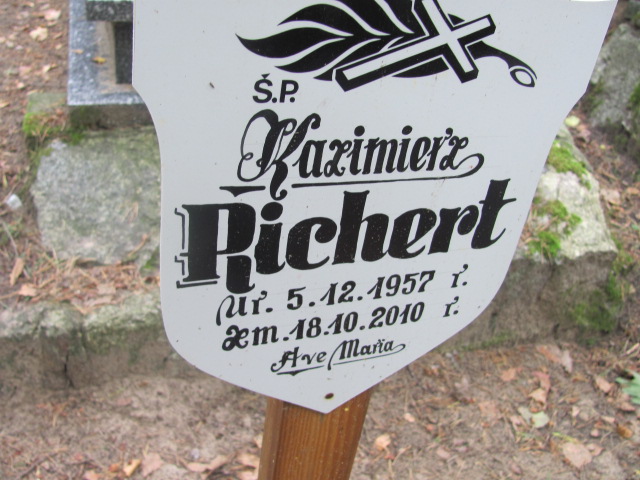 Ś.P.
Kazimierz
Richert
Ur. 5.12.1957 r.
zm. 18.10.2010 r.
Ave Maria